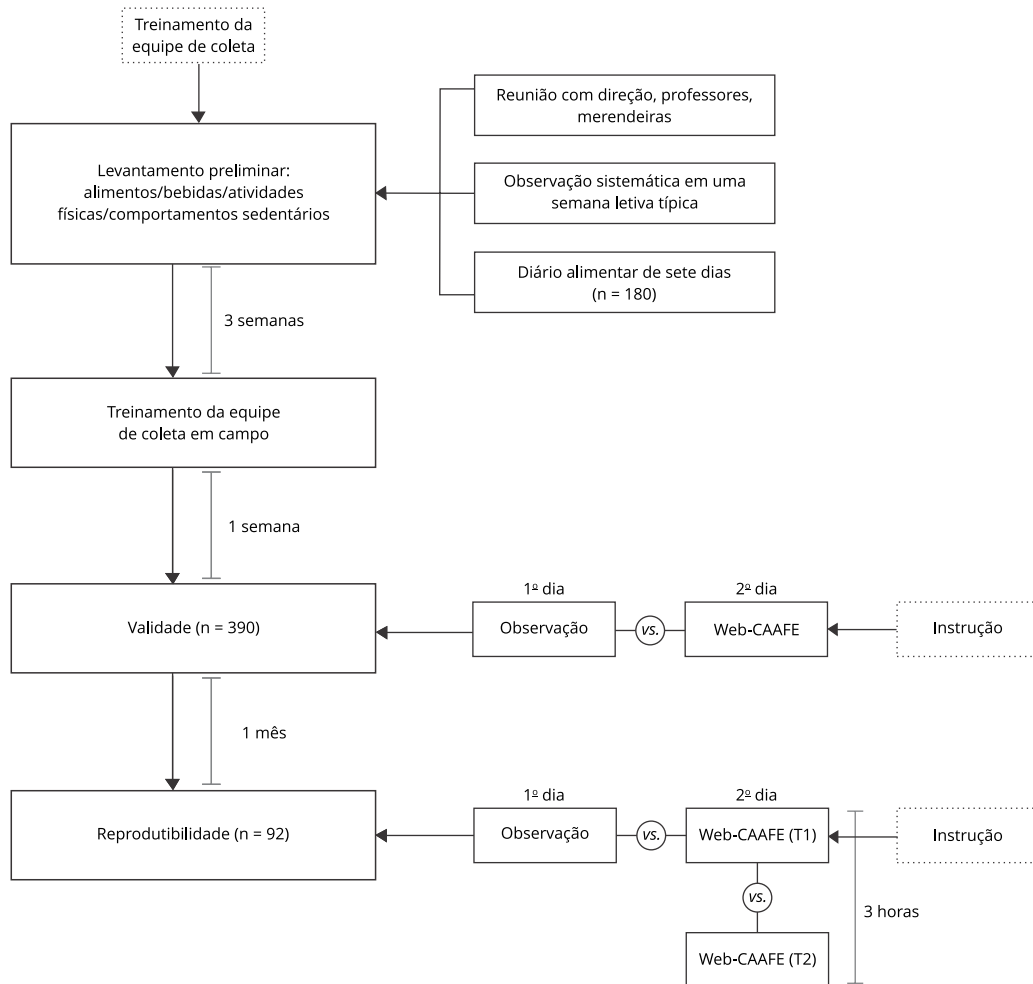 Treinamento da
equipe de coleta
Reunião com direção, professores,
merendeiras
Levantamento preliminar:
alimentos/bebidas/atividades
físicas/comportamentos sedentários
Observação sistemática em uma
semana letiva típica
Diário alimentar de sete dias
(n = 180)
3 semanas
Treinamento da equipe
de coleta em campo
1 semana
1º dia
2º dia
Validade (n = 390)
Observação
vs.
Web-CAAFE
Instrução
1 mês
1º dia
2º dia
Reprodutibilidade (n = 92)
Observação
vs.
Web-CAAFE (T1)
Instrução
vs.
3 horas
Web-CAAFE (T2)